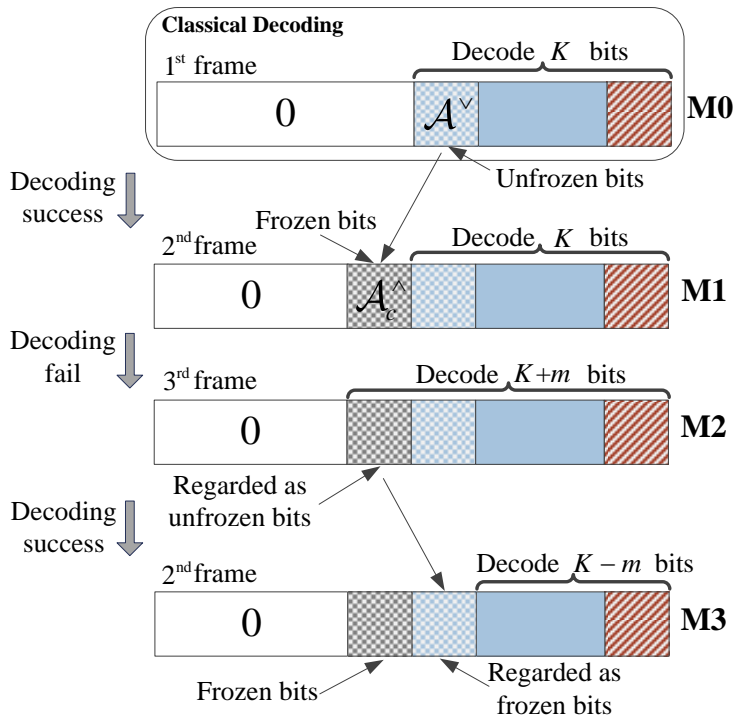 Classical Decoding
1st frame
Decode K bits
0
𝒜^∨
M0
Unfrozen bits
Decoding
success
Frozen bits
2nd frame
Decode K bits
0
𝒜_c^∧
M1
Decoding
fail
3rd frame
Decode K+m bits
0
M2
Regarded as
unfrozen bits
Decoding
success
2nd frame
Decode K − m bits
0
M3
Frozen bits
Regarded as
frozen bits